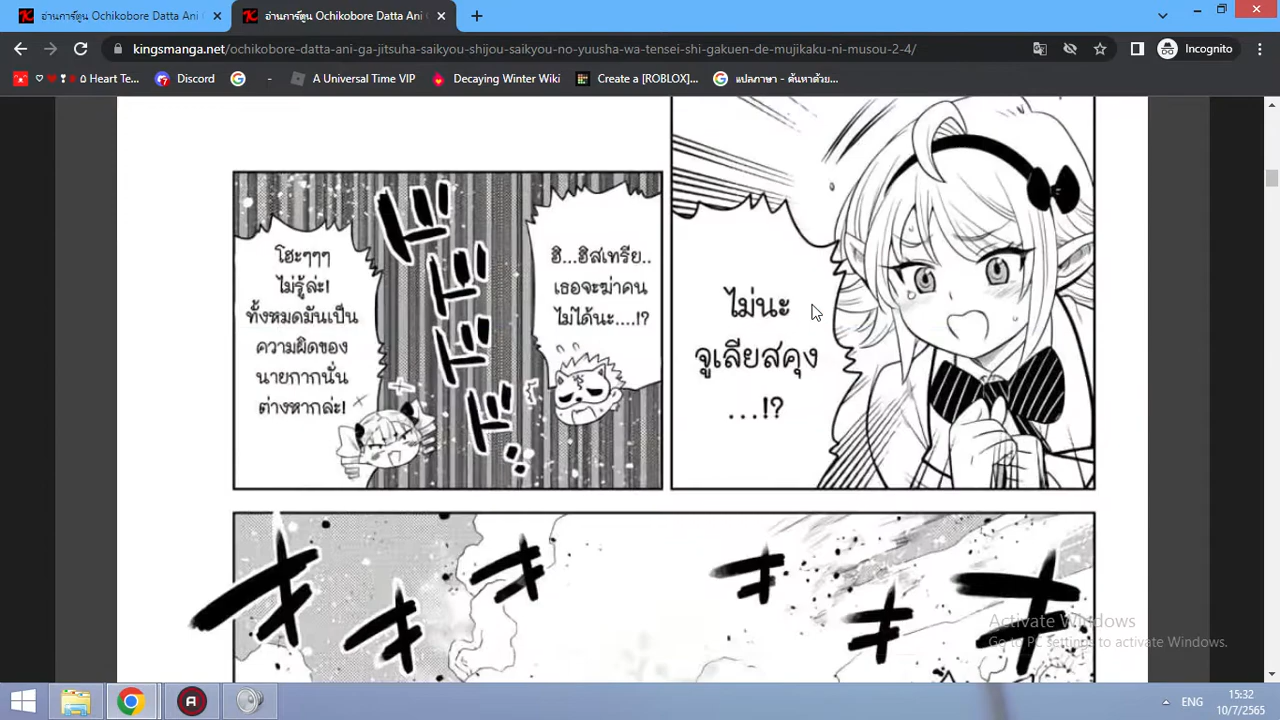 อ่านการ์ตูน Ochikobore Datta Ani
อ่านการ์ตูน Ochikobore Datta Ani
kingsmanga.net/ochikobore-datta-ani-ga-jitsuha-saikyou-shijou-saikyou-no-yuusha-wa-tensei-shi-gakuen-de-mujikaku-ni-musou-2-4/
Incognito
0 Heart Te...
Discord
-
A Universal Time VIP
Decaying Winter Wiki
Create a [ROBLOX]...
แปลภาษา - ค้นหาด้วย...
ไม่นะ
จูเลียสคุง
...!?
ฮิ...ฮิสเทรีย..
เธอจะฆ่าคน
ไม่ได้นะ....!?
ドドドド...
โฮะๆๆๆ
ไม่รู้ล่ะ!
ทั้งหมดมันเป็น
ความผิดของ
นายกากนั่น
ต่างหากล่ะ!
キキキキキ
Activate Windows
Go to PC settings to activate Windows.
ENG
15:32
10/7/2565